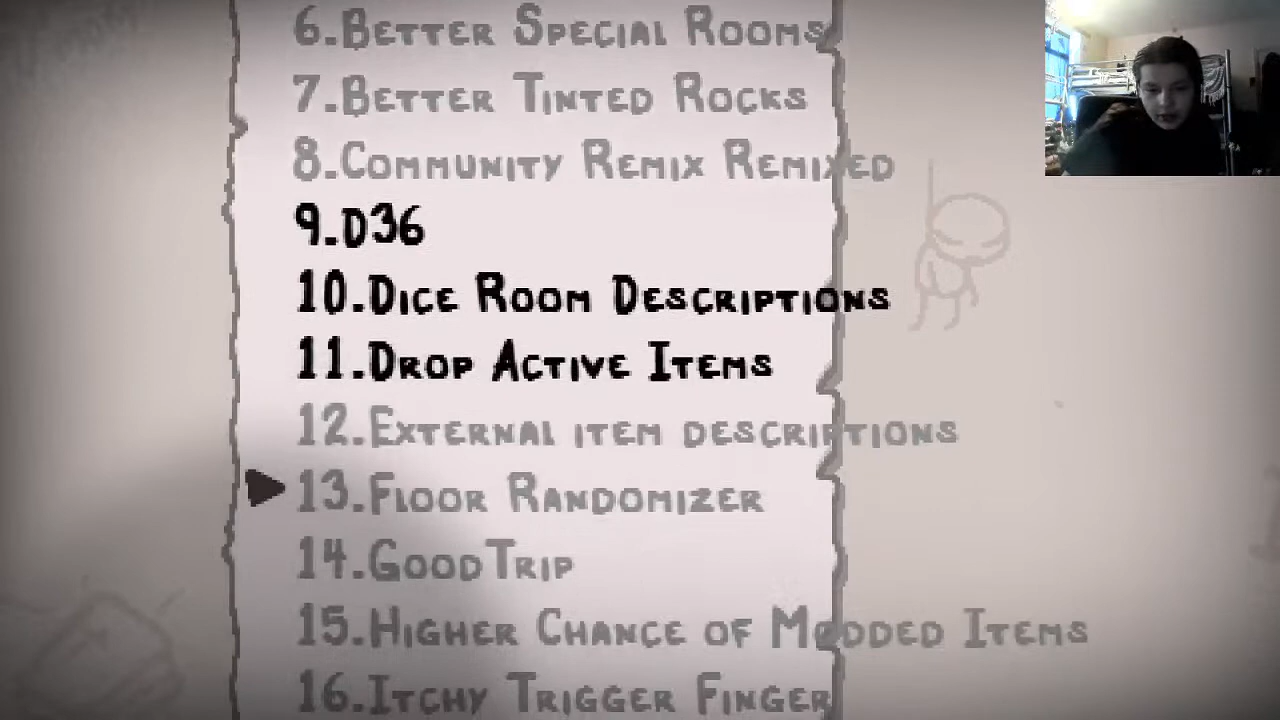 6.Better Special Rooms
7.Better Tinted Rocks
8.Community Remix Remixed
9.D36
10.Dice Room Descriptions
11.Drop Active Items
12.External item descriptions
13.Floor Randomizer
14.GoodTrip
15.Higher Chance of Modded Items
16.Itchy Trigger Finger